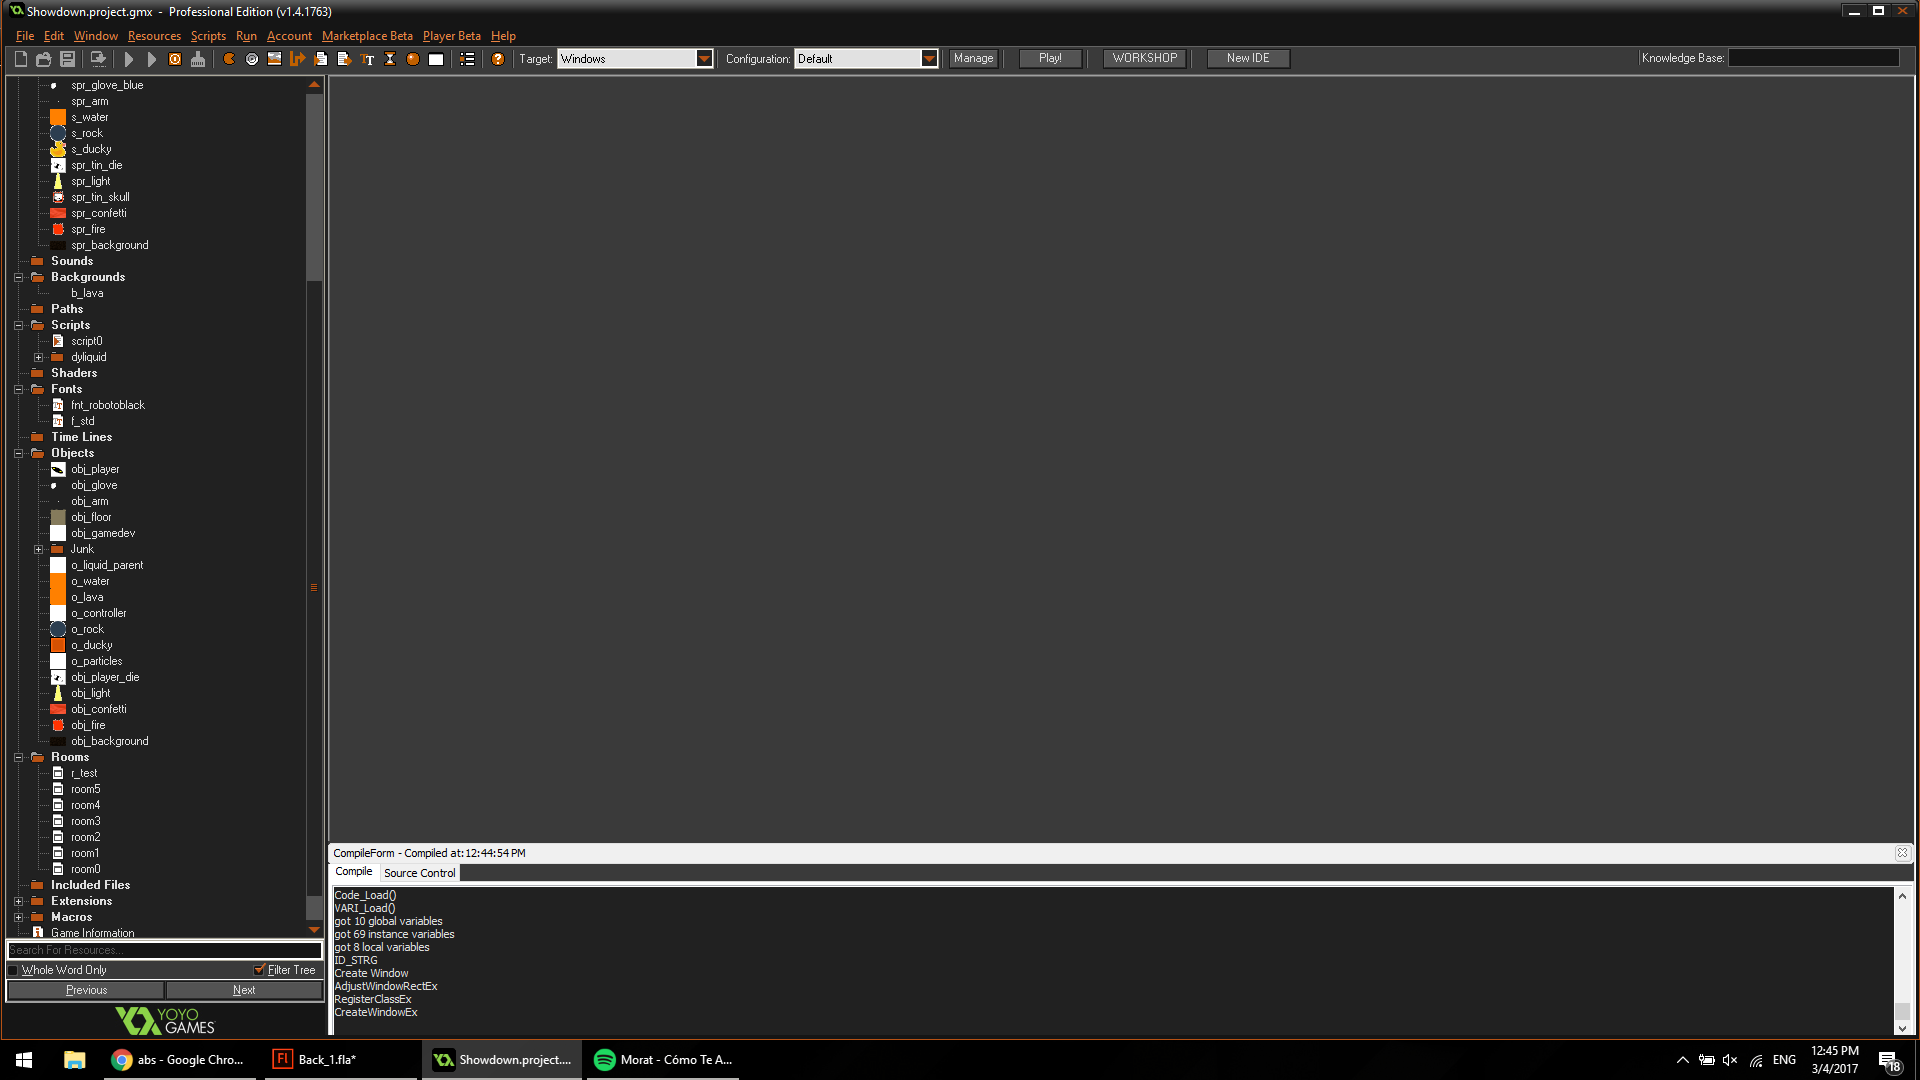 Showdown.project.gmx - Professional Edition (v1.4.1763)
File Edit Window Resources Scripts Run Account Marketplace Beta Player Beta Help
Target: Windows Configuration: Default Manage Play! WORKSHOP New IDE Knowledge Base:
spr_glove_blue
spr_arm
s_water
s_rock
s_ducky
spr_tin_die
spr_light
spr_tin_skull
spr_confetti
spr_fire
spr_background
Sounds
Backgrounds
b_lava
Paths
Scripts
script0
dyliquid
Shaders
Fonts
fnt_robotoblack
f_std
Time Lines
Objects
obj_player
obj_glove
obj_arm
obj_floor
obj_gamedev
Junk
o_liquid_parent
o_water
o_lava
o_controller
o_rock
o_ducky
o_particles
obj_player_die
obj_light
obj_confetti
obj_fire
obj_background
Rooms
r_test
room5
room4
room3
room2
room1
room0
Included Files
Extensions
Macros
Game Information
Search For Resources...
Whole Word Only Filter Tree
Previous Next
YOYO
GAMES
CompileForm - Compiled at:12:44:54 PM
Compile Source Control
Code_Load()
VARI_Load()
got 10 global variables
got 69 instance variables
got 8 local variables
ID_STRG
Create Window
AdjustWindowRectEx
RegisterClassEx
CreateWindowEx
abs - Google Chro...
Fl Back_1.fla*
Showdown.project....
Morat - Cómo Te A...
ENG
12:45 PM
3/4/2017
18